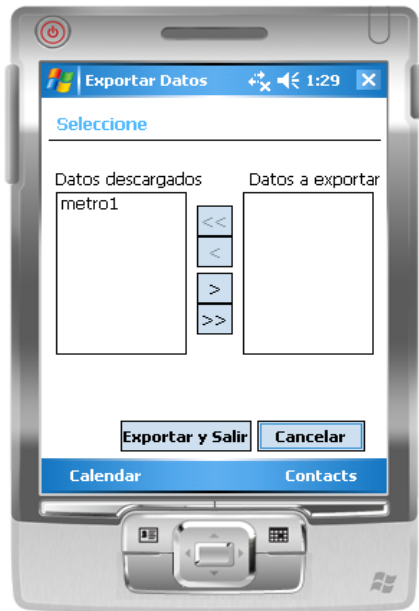 Exportar Datos 1:29
Seleccione
Datos descargados Datos a exportar
metro1
<<
<
>
>>
Exportar y Salir Cancelar
Calendar Contacts